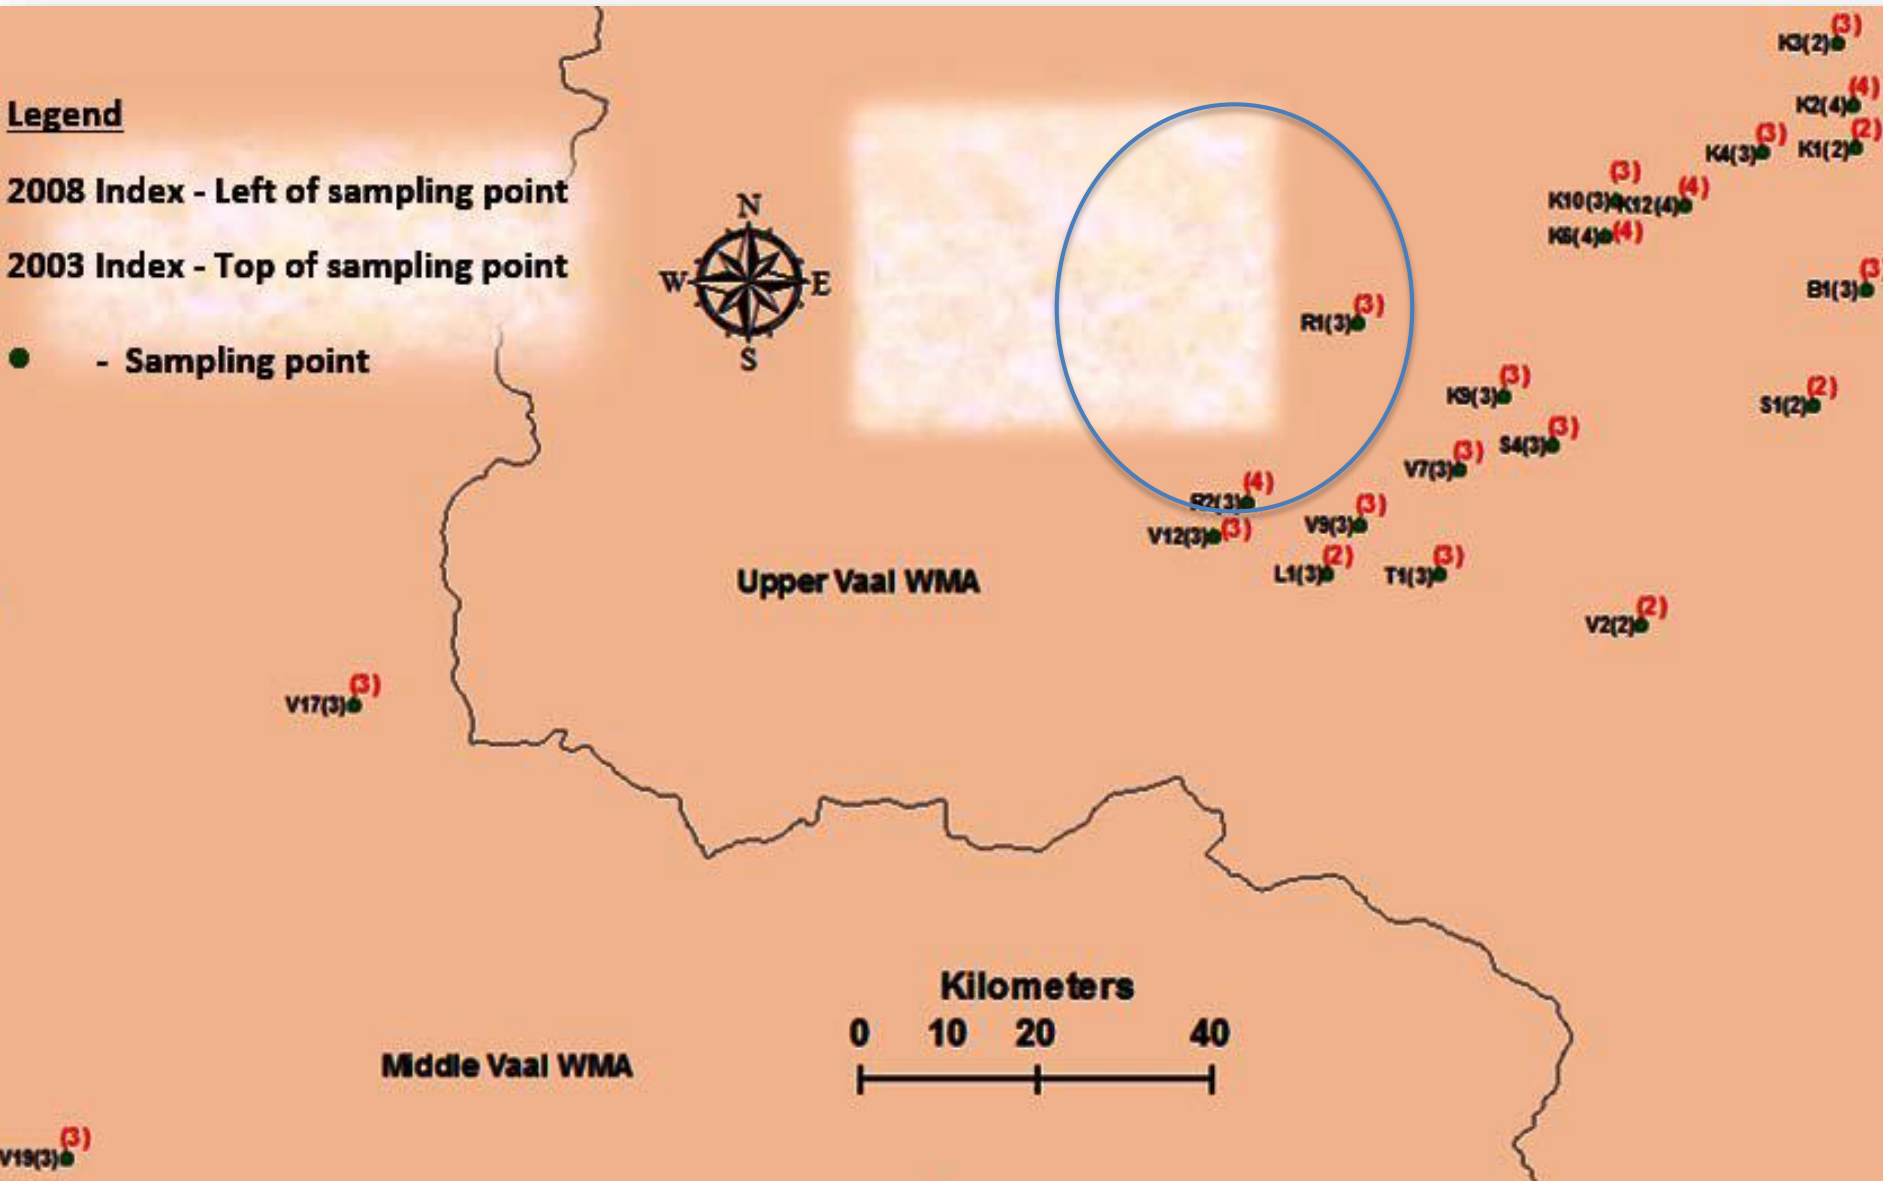 Legend
2008 Index - Left of sampling point
2003 Index - Top of sampling point
- Sampling point
N
W E
S
(3)
K3(2)
(4)
K2(4)
(2)
K1(2)
(3)
K4(3)
(3)
K10(3)
(4)
K12(4)
K6(4) (4)
(3
B1(3)
(3)
R1(3)
(3)
K9(3)
(2)
S1(2)
(3)
S4(3)
(3)
V7(3)
(4)
R2(3)
(3)
V9(3)
V12(3) (3)
(2)
L1(3)
(3)
T1(3)
Upper Vaal WMA
(2)
V2(2)
(3)
V17(3)
Kilometers
0 10 20 40
Middle Vaal WMA
(3)
V19(3)